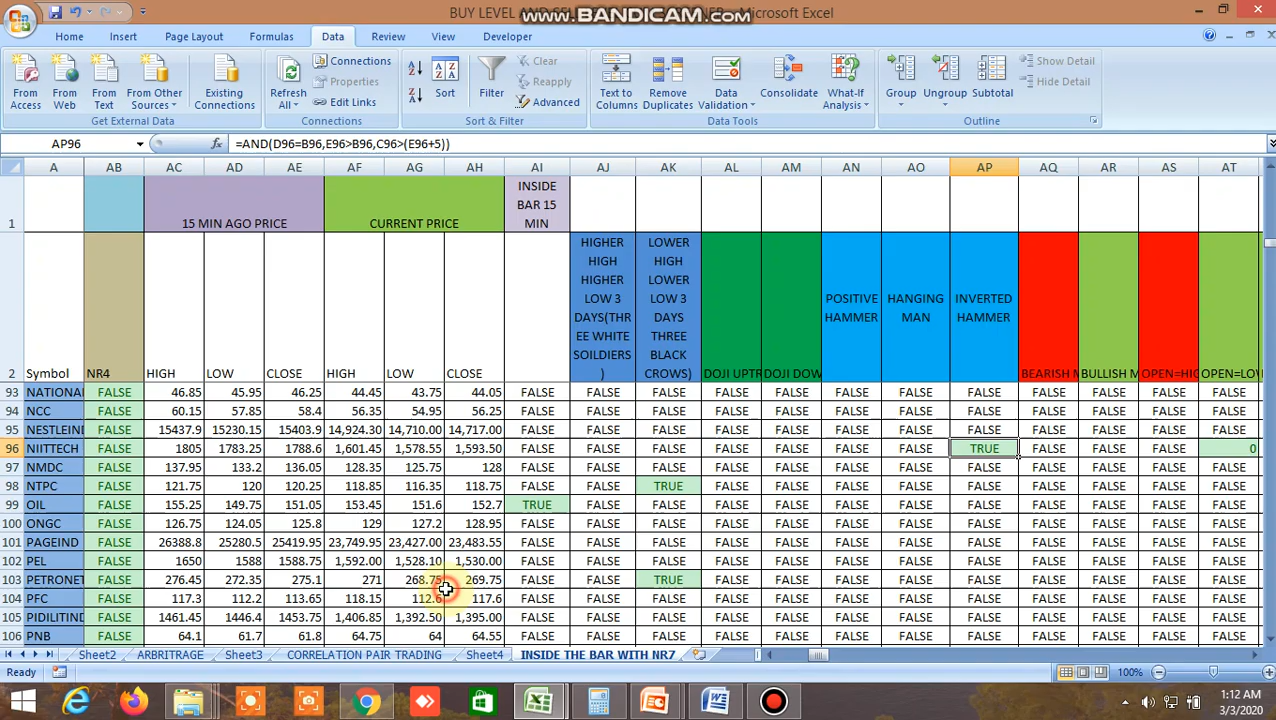 BUY LEVEL AND SEL Microsoft Excel
www.BANDICAM.com
Home Insert Page Layout Formulas Data Review View Developer
From Access From Web From Text From Other Sources Existing Connections Refresh All Connections Properties Edit Links Sort Filter Clear Reapply Advanced Text to Columns Remove Duplicates Data Validation Consolidate What-If Analysis Group Ungroup Subtotal Show Detail Hide Detail
Get External Data Connections Sort & Filter Data Tools Outline
AP96 fx =AND(D96=B96,E96>B96,C96>(E96+5))
A AB AC AD AE AF AG AH AI AJ AK AL AM AN AO AP AQ AR AS AT
1 15 MIN AGO PRICE CURRENT PRICE INSIDE BAR 15 MIN
2 Symbol NR4 HIGH LOW CLOSE HIGH LOW CLOSE HIGHER HIGH HIGHER LOW 3 DAYS(THREE WHITE SOILDIERS) LOWER HIGH LOWER LOW 3 DAYS THREE BLACK CROWS) DOJI UPTR DOJI DOW POSITIVE HAMMER HANGING MAN INVERTED HAMMER BEARISH M BULLISH M OPEN=HIG OPEN=LOW
93 NATIONAL FALSE 46.85 45.95 46.25 44.45 43.75 44.05 FALSE FALSE FALSE FALSE FALSE FALSE FALSE FALSE FALSE FALSE FALSE FALSE
94 NCC FALSE 60.15 57.85 58.4 56.35 54.95 56.25 FALSE FALSE FALSE FALSE FALSE FALSE FALSE FALSE FALSE FALSE FALSE FALSE
95 NESTLEIND FALSE 15437.9 15230.15 15403.9 14,924.30 14,710.00 14,717.00 FALSE FALSE FALSE FALSE FALSE FALSE FALSE FALSE FALSE FALSE FALSE FALSE
96 NIITTECH FALSE 1805 1783.25 1788.6 1,601.45 1,578.55 1,593.50 FALSE FALSE FALSE FALSE FALSE FALSE FALSE TRUE FALSE FALSE FALSE 0
97 NMDC FALSE 137.95 133.2 136.05 128.35 125.75 128 FALSE FALSE FALSE FALSE FALSE FALSE FALSE FALSE FALSE FALSE FALSE FALSE
98 NTPC FALSE 121.75 120 120.25 118.85 116.35 118.75 FALSE FALSE TRUE FALSE FALSE FALSE FALSE FALSE FALSE FALSE FALSE FALSE
99 OIL FALSE 155.25 149.75 151.05 153.45 151.6 152.7 TRUE FALSE FALSE FALSE FALSE FALSE FALSE FALSE FALSE FALSE FALSE FALSE
100 ONGC FALSE 126.75 124.05 125.8 129 127.2 128.95 FALSE FALSE FALSE FALSE FALSE FALSE FALSE FALSE FALSE FALSE FALSE FALSE
101 PAGEIND FALSE 26388.8 25280.5 25419.95 23,749.95 23,427.00 23,483.55 FALSE FALSE FALSE FALSE FALSE FALSE FALSE FALSE FALSE FALSE FALSE FALSE
102 PEL FALSE 1650 1585 1588.75 1,592.00 1,528.10 1,530.00 FALSE FALSE FALSE FALSE FALSE FALSE FALSE FALSE FALSE FALSE FALSE FALSE
103 PETRONET FALSE 276.45 272.35 275.1 271 268.75 269.75 FALSE FALSE TRUE FALSE FALSE FALSE FALSE FALSE FALSE FALSE FALSE FALSE
104 PFC FALSE 117.3 112.2 113.65 118.15 112.6 117.6 FALSE FALSE FALSE FALSE FALSE FALSE FALSE FALSE FALSE FALSE FALSE FALSE
105 PIDILITIND FALSE 1461.45 1446.4 1453.75 1,406.85 1,392.50 1,395.00 FALSE FALSE FALSE FALSE FALSE FALSE FALSE FALSE FALSE FALSE FALSE FALSE
106 PNB FALSE 64.1 61.7 61.8 64.75 64 64.55 FALSE FALSE FALSE FALSE FALSE FALSE FALSE FALSE FALSE FALSE FALSE FALSE
Sheet2 ARBITRAGE Sheet3 CORRELATION PAIR TRADING Sheet4 INSIDE THE BAR WITH NR7
Ready 100%
1:12 AM
3/3/2020